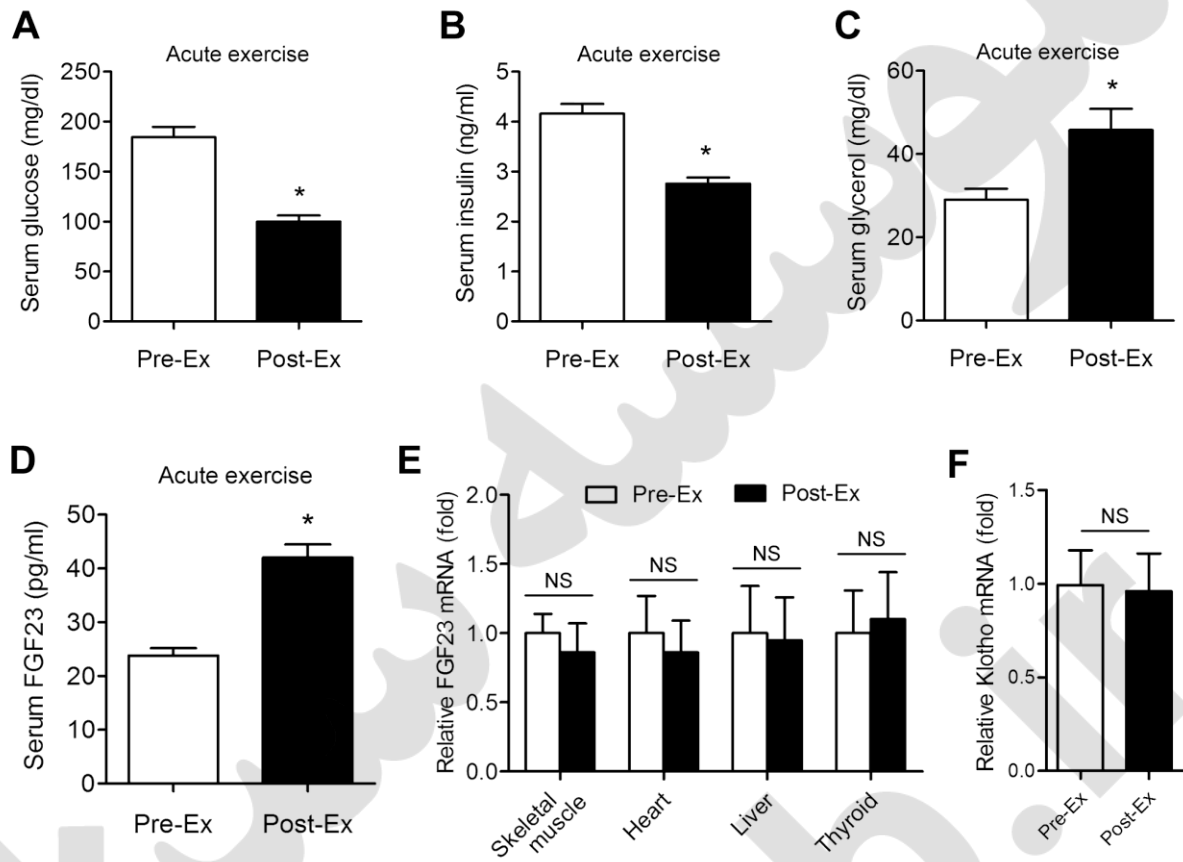 A
Acute exercise
Serum glucose (mg/dl)
250
200
150
100
50
0
*
Pre-Ex Post-Ex
B
Acute exercise
Serum insulin (ng/ml)
5
4
3
2
1
0
*
Pre-Ex Post-Ex
C
Acute exercise
Serum glycerol (mg/dl)
60
40
20
0
*
Pre-Ex Post-Ex
D
Acute exercise
Serum FGF23 (pg/ml)
50
40
30
20
10
0
*
Pre-Ex Post-Ex
E
Pre-Ex Post-Ex
Relative FGF23 mRNA (fold)
2.0
1.5
1.0
0.5
0.0
NS NS NS NS
Skeletal
muscle
Heart
Liver
Thyroid
F
Relative Klotho mRNA (fold)
1.5
1.0
0.5
0.0
NS
Pre-Ex Post-Ex